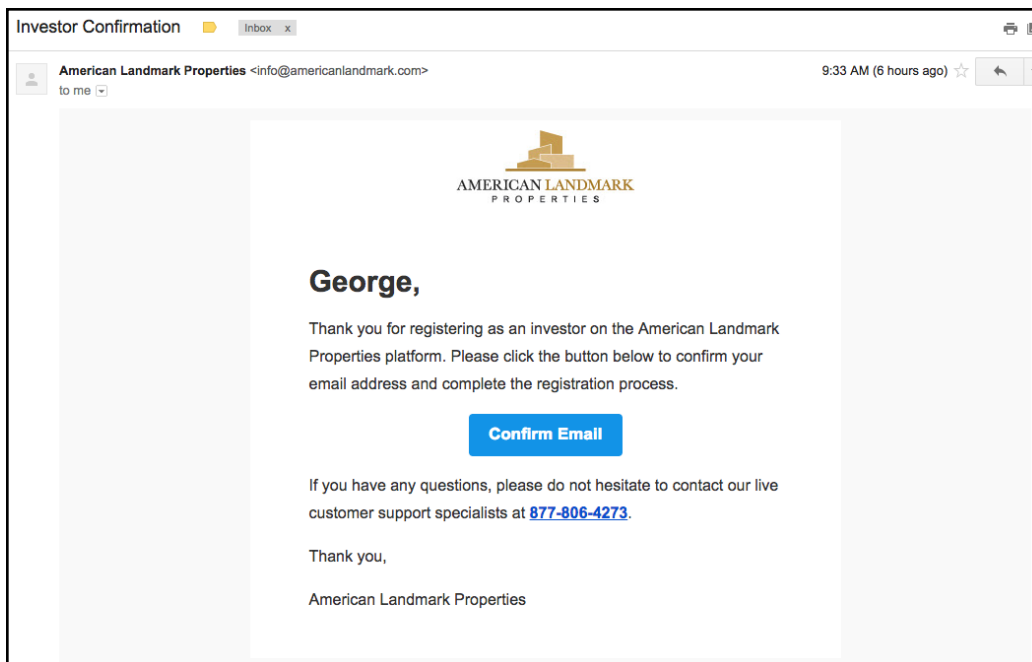 Investor Confirmation
Inbox x
American Landmark Properties <info@americanlandmark.com>
9:33 AM (6 hours ago)
to me
AMERICAN LANDMARK
PROPERTIES
George,
Thank you for registering as an investor on the American Landmark
Properties platform. Please click the button below to confirm your
email address and complete the registration process.
Confirm Email
If you have any questions, please do not hesitate to contact our live
customer support specialists at 877-806-4273.
Thank you,
American Landmark Properties